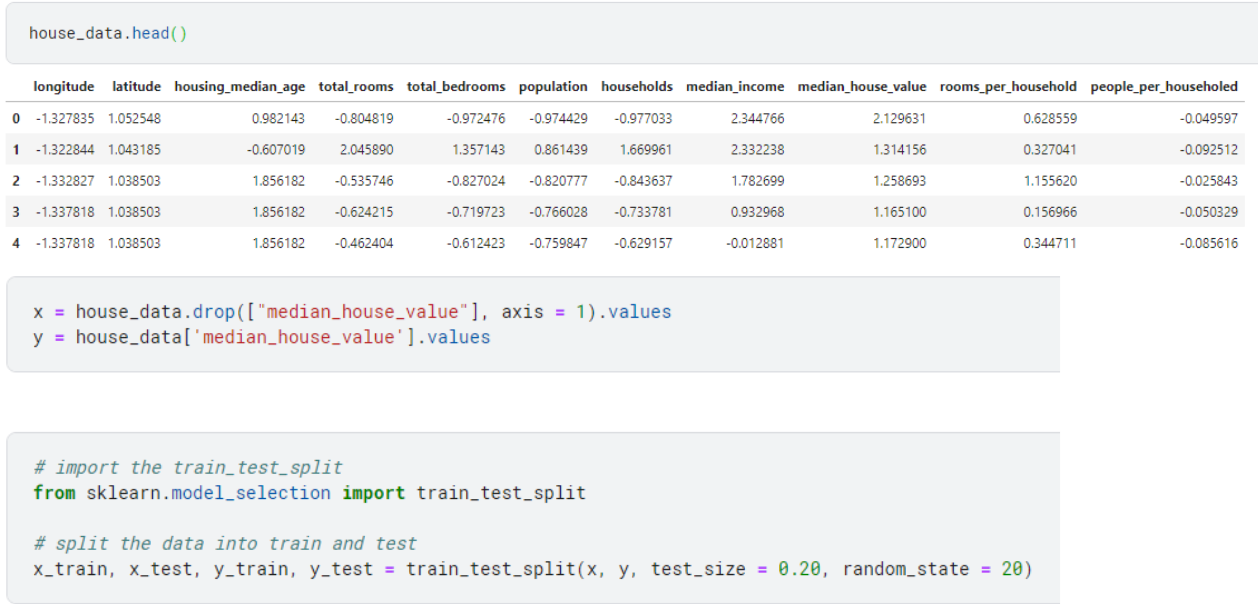 house_data.head()
longitude latitude housing_median_age total_rooms total_bedrooms population households median_income median_house_value rooms_per_household people_per_householed
0 -1.327835 1.052548 0.982143 -0.804819 -0.972476 -0.974429 -0.977033 2.344766 2.129631 0.628559 -0.049597
1 -1.322844 1.043185 -0.607019 2.045890 1.357143 0.861439 1.669961 2.332238 1.314156 0.327041 -0.092512
2 -1.332827 1.038503 1.856182 -0.535746 -0.827024 -0.820777 -0.843637 1.782699 1.258693 1.155620 -0.025843
3 -1.337818 1.038503 1.856182 -0.624215 -0.719723 -0.766028 -0.733781 0.932968 1.165100 0.156966 -0.050329
4 -1.337818 1.038503 1.856182 -0.462404 -0.612423 -0.759847 -0.629157 -0.012881 1.172900 0.344711 -0.085616
x = house_data.drop(["median_house_value"], axis = 1).values
y = house_data['median_house_value'].values
# import the train_test_split
from sklearn.model_selection import train_test_split
# split the data into train and test
x_train, x_test, y_train, y_test = train_test_split(x, y, test_size = 0.20, random_state = 20)